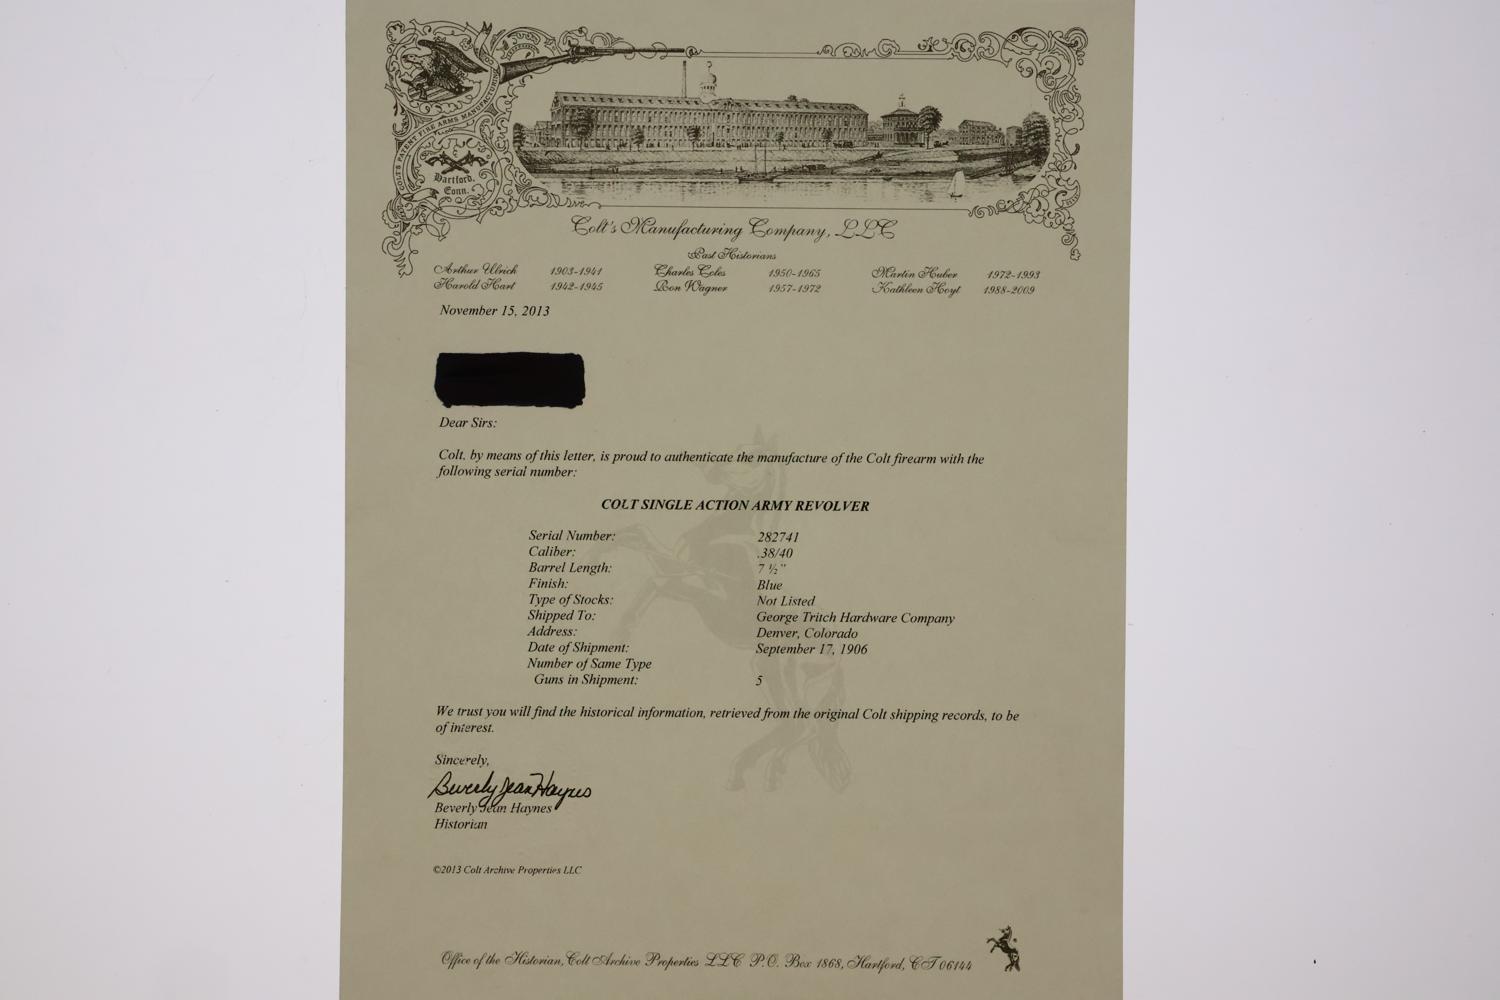 COLT'S PATENT FIRE ARMS MANUFACTURING
Hartford,
Conn.
Colt's Manufacturing Company, LLC
Past Historians
Arthur Ulrich 1903-1941 Charles Coles 1950-1965 Martin Huber 1972-1993
Harold Hart 1942-1945 Ron Wagner 1957-1972 Kathleen Hoyt 1988-2009
November 15, 2013
Dear Sirs:
Colt, by means of this letter, is proud to authenticate the manufacture of the Colt firearm with the
following serial number:
COLT SINGLE ACTION ARMY REVOLVER
Serial Number: 282741
Caliber: .38/40
Barrel Length: 7 ½"
Finish: Blue
Type of Stocks: Not Listed
Shipped To: George Tritch Hardware Company
Address: Denver, Colorado
Date of Shipment: September 17, 1906
Number of Same Type
Guns in Shipment: 5
We trust you will find the historical information, retrieved from the original Colt shipping records, to be
of interest.
Sincerely,
Beverly Jean Haynes
Beverly Jean Haynes
Historian
©2013 Colt Archive Properties LLC
Office of the Historian, Colt Archive Properties LLC P.O. Box 1868, Hartford, CT 06144